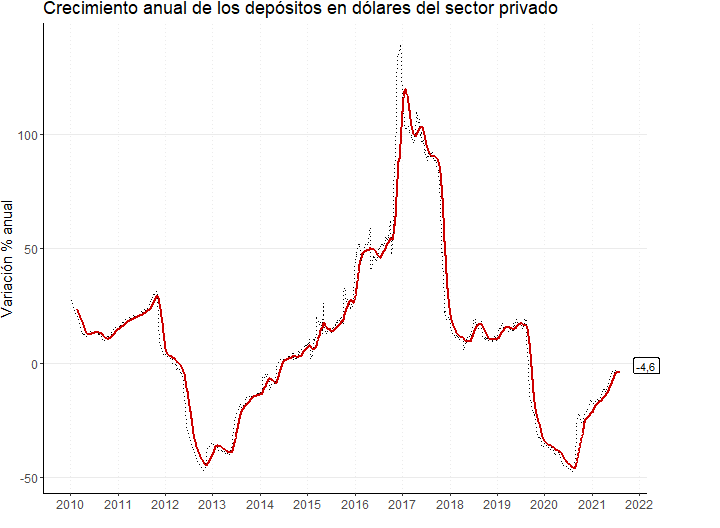 Crecimiento anual de los depósitos en dólares del sector privado
Variación % anual
100
50
0
-50
-4,6
2010 2011 2012 2013 2014 2015 2016 2017 2018 2019 2020 2021 2022